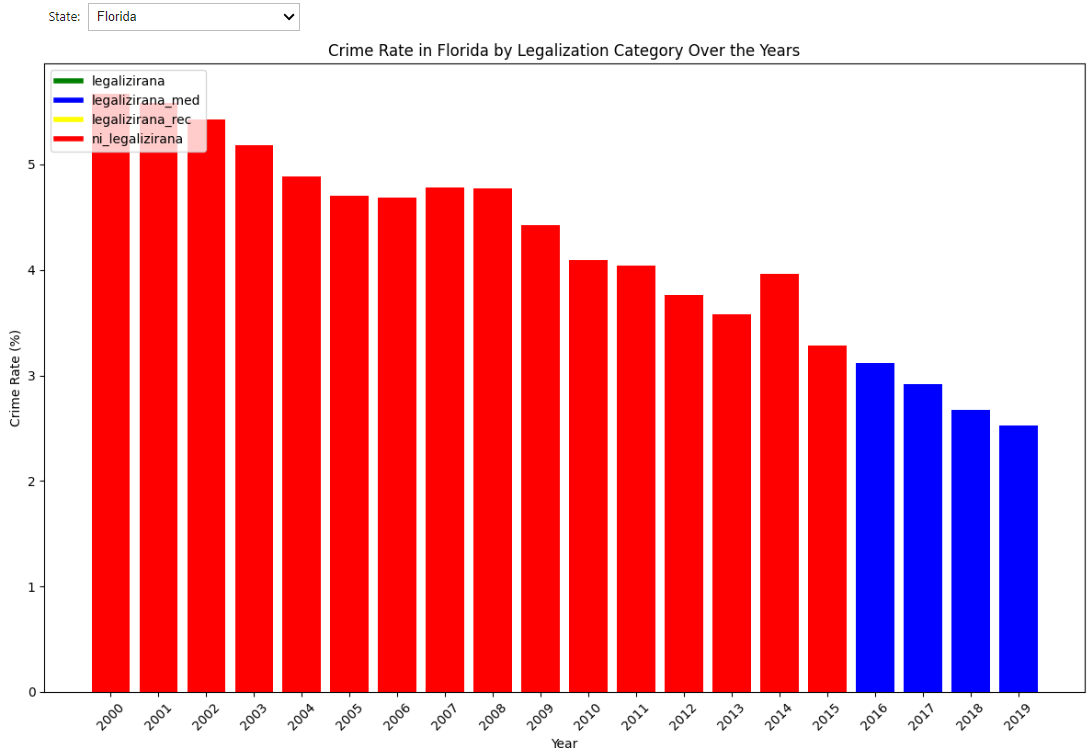 State: Florida
Crime Rate in Florida by Legalization Category Over the Years
legalizirana
legalizirana_med
legalizirana_rec
ni_legalizirana
5
4
3
2
1
0
Crime Rate (%)
2000 2001 2002 2003 2004 2005 2006 2007 2008 2009 2010 2011 2012 2013 2014 2015 2016 2017 2018 2019
Year